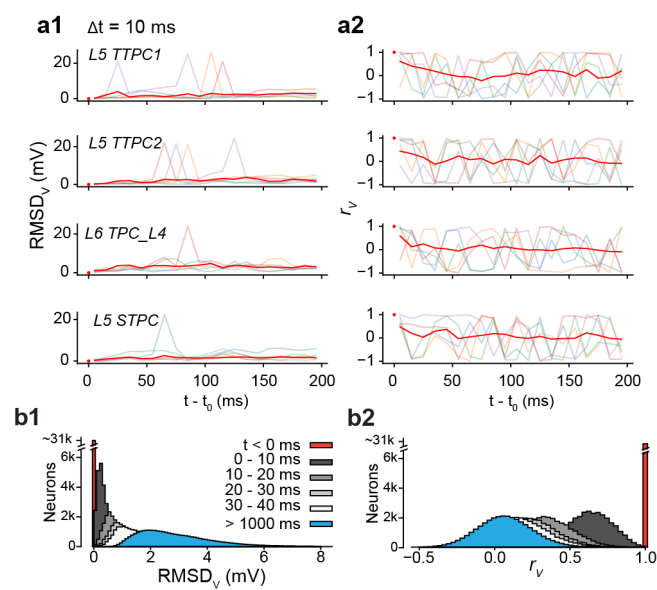 a1 Δt = 10 ms
a2
L5 TTPC1
20
0
1
0
−1
L5 TTPC2
20
0
1
0
−1
RMSD_V (mV)
r_V
L6 TPC_L4
20
0
1
0
−1
L5 STPC
20
0
1
0
−1
0 50 100 150 200
t - t_0 (ms)
0 50 100 150 200
t - t_0 (ms)
b1
~31k
6k
2k
0
Neurons
t < 0 ms
0 - 10 ms
10 - 20 ms
20 - 30 ms
30 - 40 ms
> 1000 ms
0 2 4 6 8
RMSD_V (mV)
b2
~31k
6k
2k
0
Neurons
−0.5 0.0 0.5 1.0
r_V